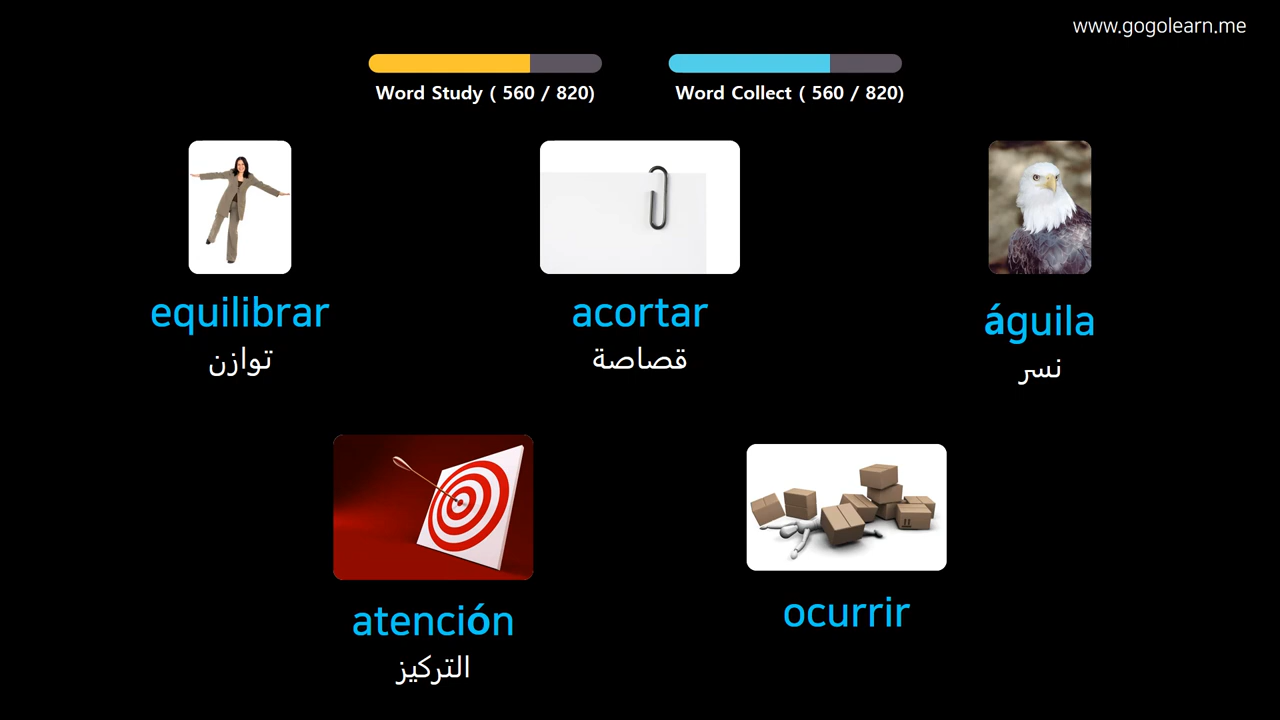 www.gogolearn.me
Word Study ( 560 / 820)
Word Collect ( 560 / 820)
equilibrar
توازن
acortar
قصاصة
águila
نسر
atención
التركيز
ocurrir